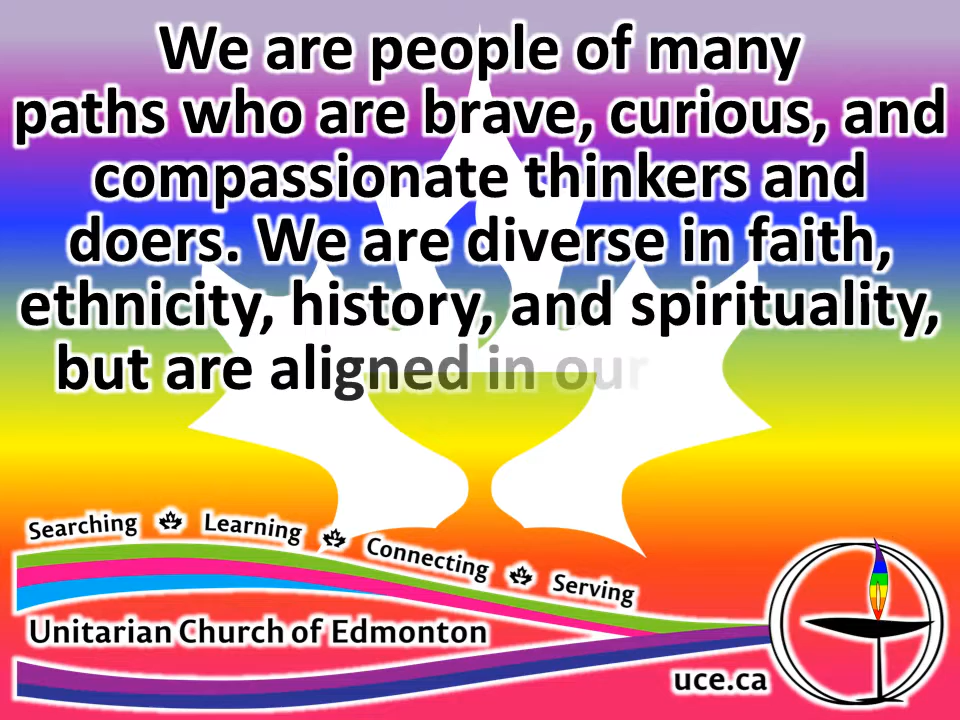 We are people of many
paths who are brave, curious, and
compassionate thinkers and
doers. We are diverse in faith,
ethnicity, history, and spirituality,
but are aligned in our
Searching Learning Connecting Serving
Unitarian Church of Edmonton
uce.ca